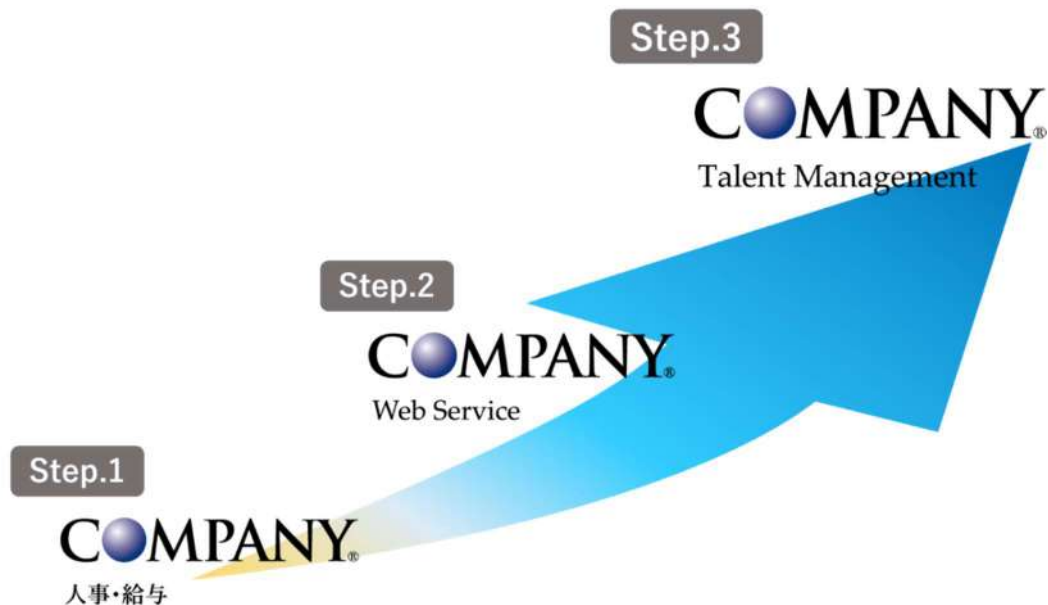 Step.3
COMPANY®
Talent Management
Step.2
COMPANY®
Web Service
Step.1
COMPANY®
人事・給与